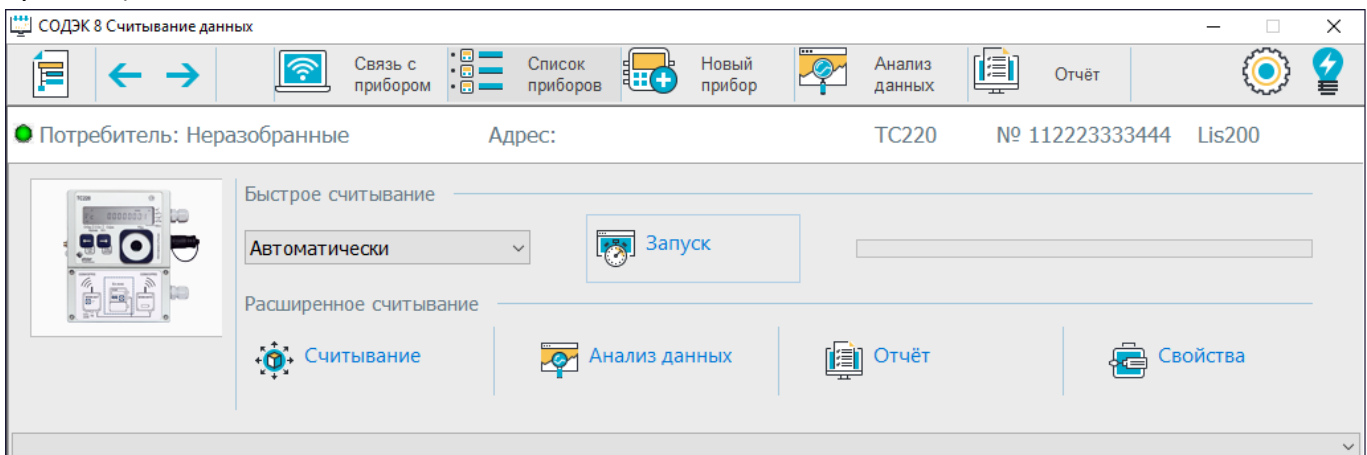 СОДЭК 8 Считывание данных
Связь с прибором
Список приборов
Новый прибор
Анализ данных
Отчёт
Потребитель: Неразобранные Адрес: TC220 № 112223333444 Lis200
Быстрое считывание
Автоматически
Запуск
Расширенное считывание
Считывание
Анализ данных
Отчёт
Свойства